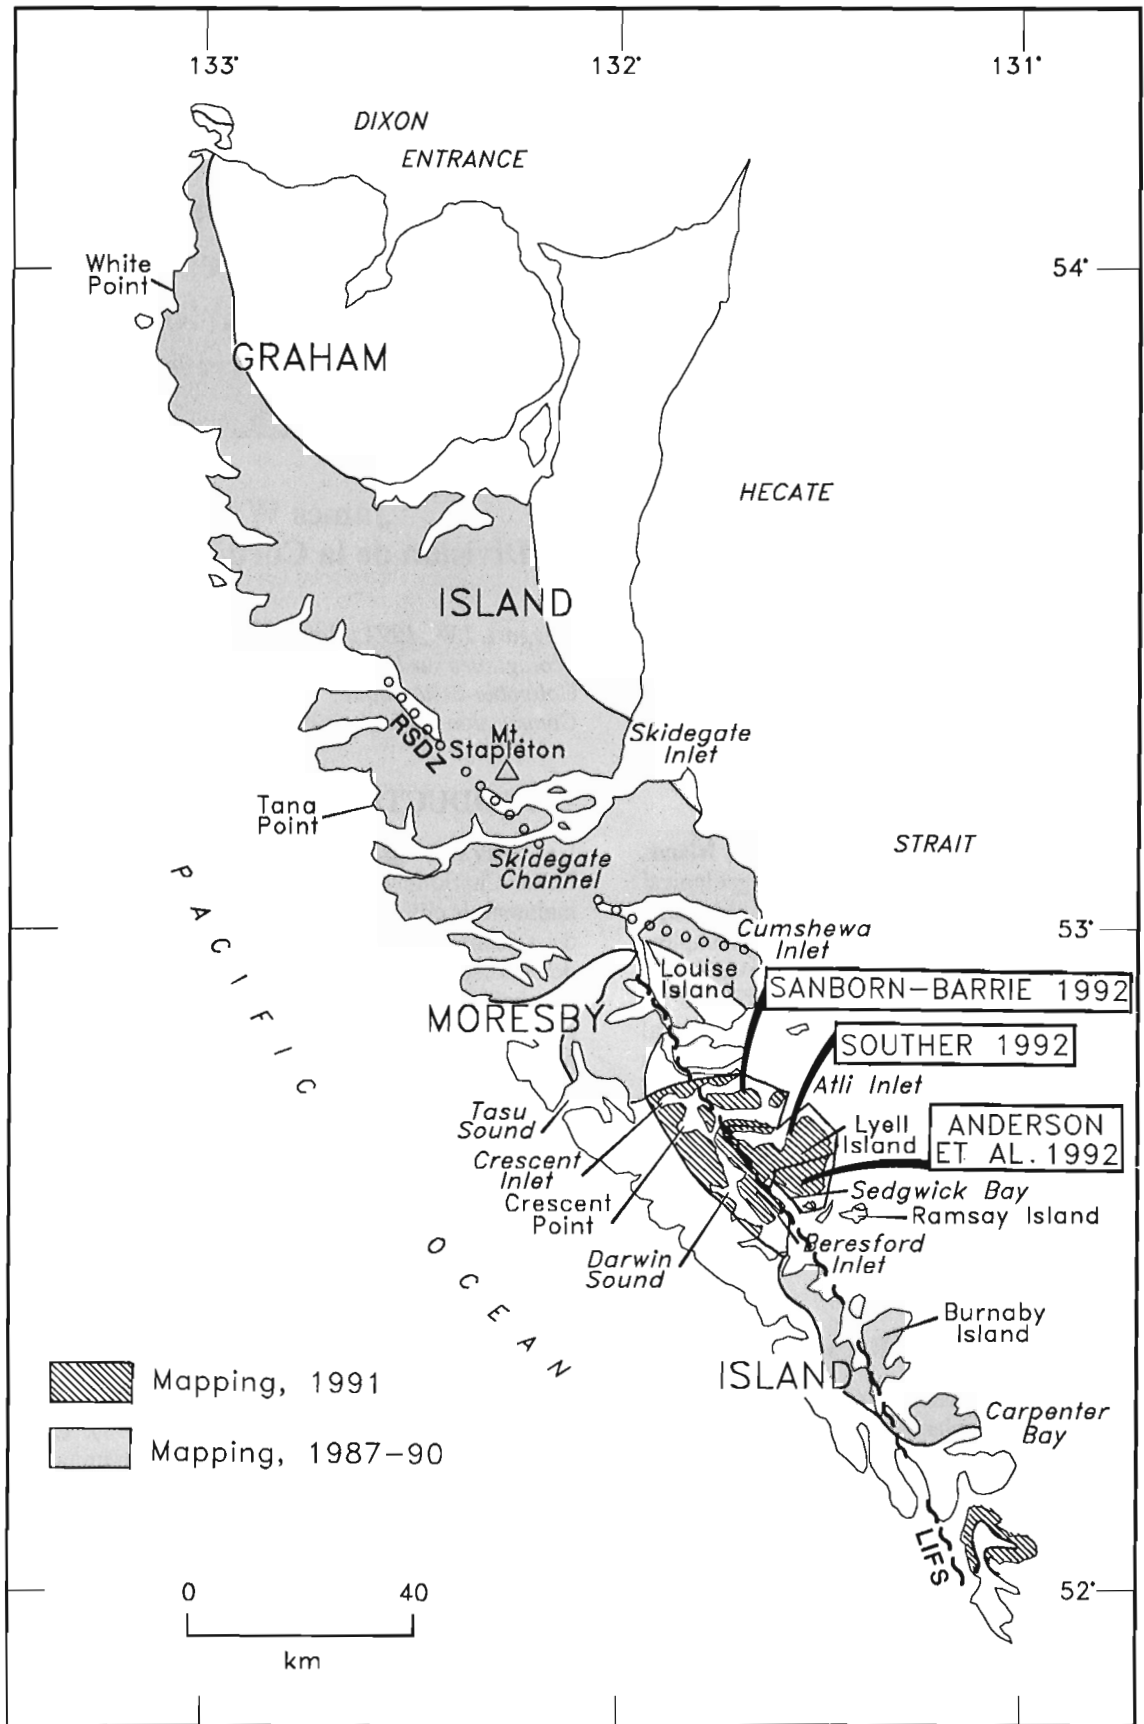 133°
132°
131°
DIXON
ENTRANCE
White
Point
54°
GRAHAM
HECATE
ISLAND
RSDZ
Mt.
Stapleton
Skidegate
Inlet
Tana
Point
STRAIT
Skidegate
Channel
PACIFIC
53°
Cumshewa
Inlet
Louise
Island
SANBORN-BARRIE 1992
MORESBY
SOUTHER 1992
Atli Inlet
Tasu
Sound
Lyell
Island
ANDERSON
ET AL. 1992
Crescent
Inlet
Crescent
Point
Sedgwick Bay
Ramsay Island
Darwin
Sound
Beresford
Inlet
OCEAN
Burnaby
Island
ISLAND
Mapping, 1991
Carpenter
Bay
Mapping, 1987-90
LIFS
52°
0 40
km